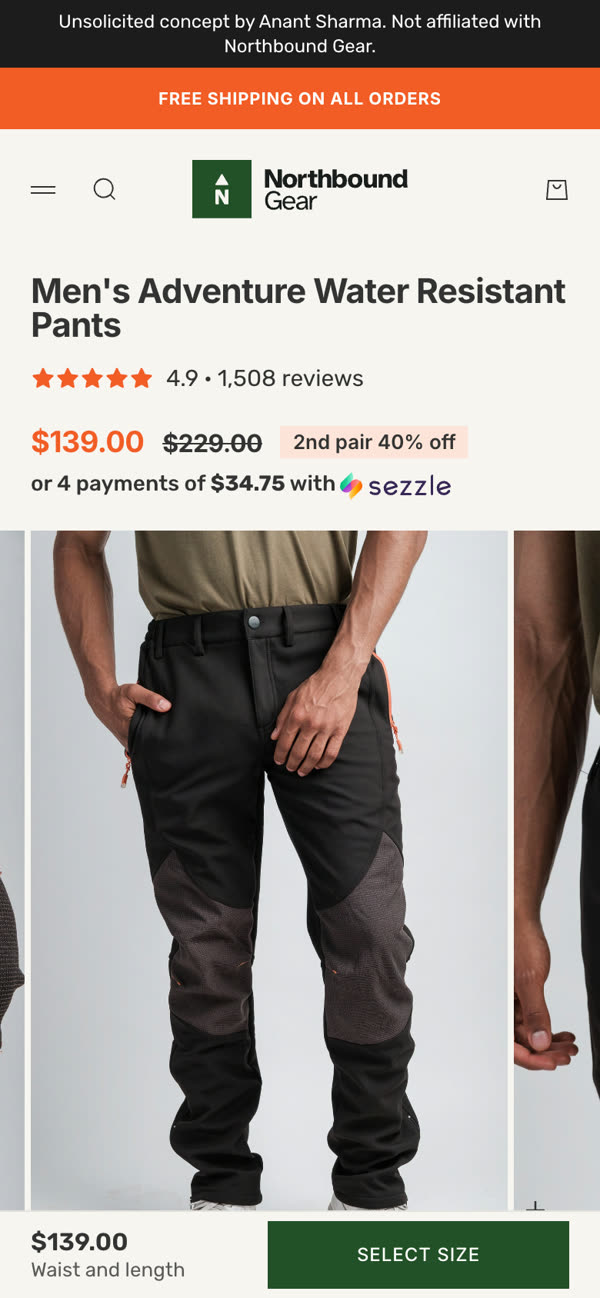 Unsolicited concept by Anant Sharma. Not affiliated with
Northbound Gear.
FREE SHIPPING ON ALL ORDERS
N
Northbound
Gear
Men's Adventure Water Resistant
Pants
4.9 • 1,508 reviews
$139.00 $229.00 2nd pair 40% off
or 4 payments of $34.75 with sezzle
$139.00
Waist and length
SELECT SIZE